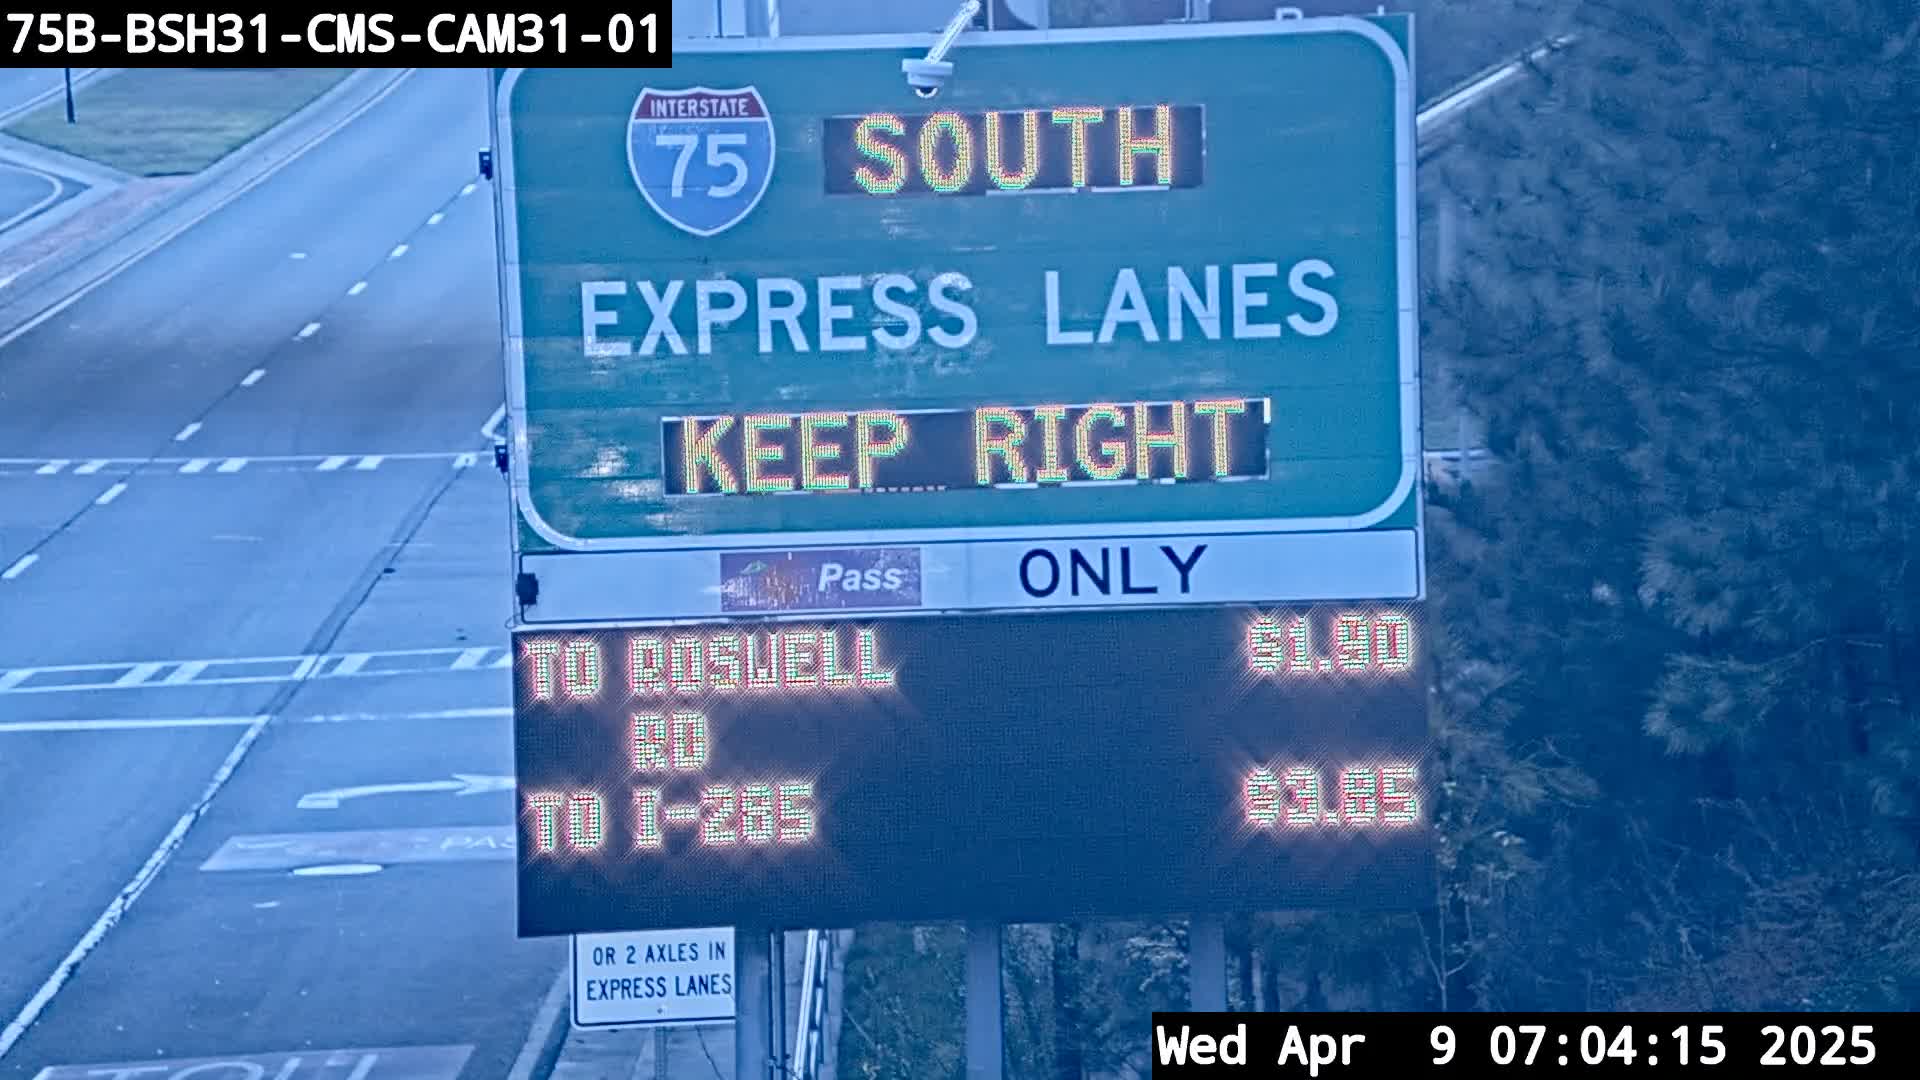 75B-BSH31-CMS-CAM31-01
INTERSTATE
75
SOUTH
EXPRESS LANES
KEEP RIGHT
Pass ONLY
TO ROSWELL $1.90
RD
TO I-285 $3.85
OR 2 AXLES IN
EXPRESS LANES
Wed Apr 9 07:04:15 2025